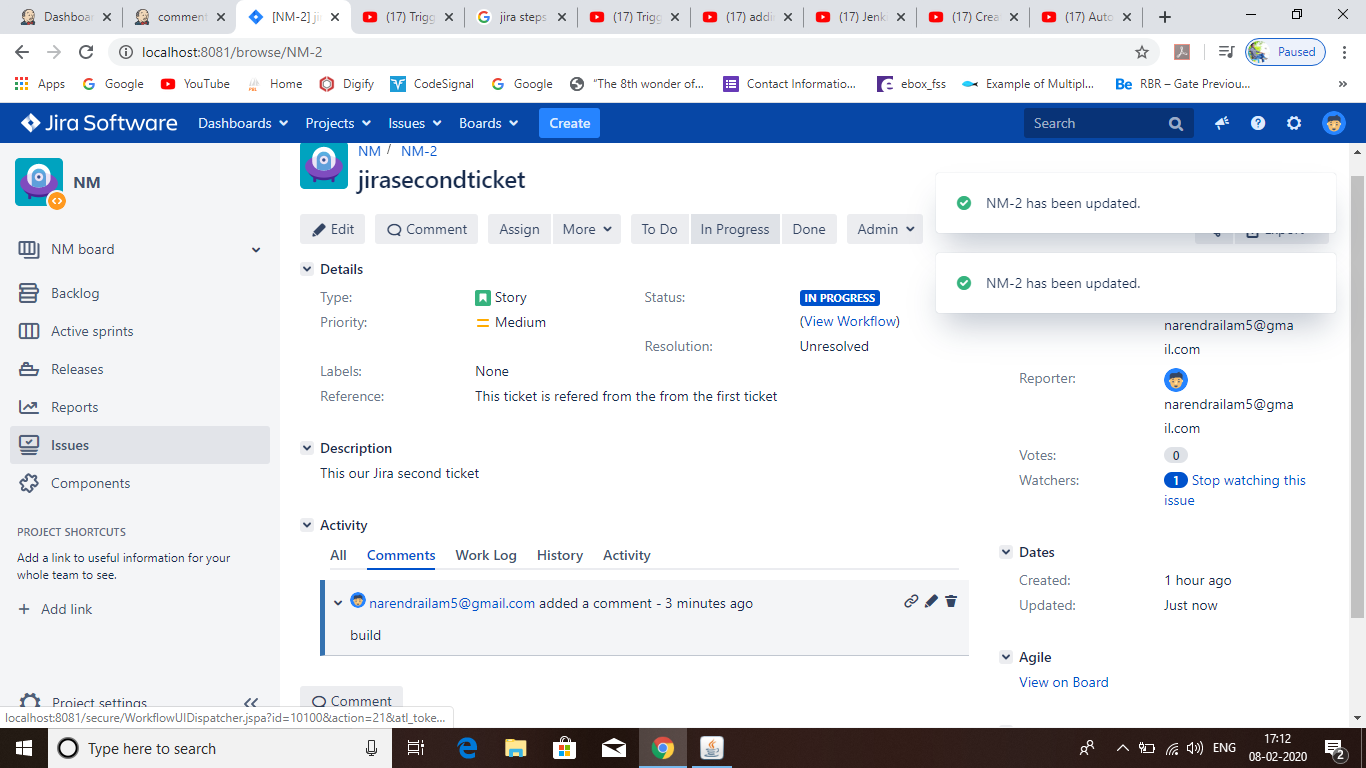 Dashboar
comment
[NM-2] ji
(17) Trigg
jira steps
(17) Trigg
(17) addi
(17) Jenk
(17) Crea
(17) Auto
localhost:8081/browse/NM-2
Paused
Apps
Google
YouTube
Home
Digify
CodeSignal
Google
"The 8th wonder of...
Contact Informatio...
ebox_fss
Example of Multipl...
Be RBR – Gate Previou...
Jira Software
Dashboards
Projects
Issues
Boards
Create
Search
NM
NM board
Backlog
Active sprints
Releases
Reports
Issues
Components
PROJECT SHORTCUTS
Add a link to useful information for your
whole team to see.
+ Add link
Project settings
NM / NM-2
jirasecondticket
Edit
Comment
Assign
More
To Do
In Progress
Done
Admin
Export
NM-2 has been updated.
NM-2 has been updated.
Details
Type: Story
Status: IN PROGRESS
Priority: Medium
(View Workflow)
Resolution: Unresolved
Labels: None
Reference: This ticket is refered from the from the first ticket
Description
This our Jira second ticket
Activity
All
Comments
Work Log
History
Activity
narendrailam5@gmail.com added a comment - 3 minutes ago
build
Comment
narendrailam5@gma
il.com
Reporter:
narendrailam5@gma
il.com
Votes: 0
Watchers: 1 Stop watching this
issue
Dates
Created: 1 hour ago
Updated: Just now
Agile
View on Board
localhost:8081/secure/WorkflowUIDispatcher.jspa?id=10100&action=21&atl_toke...
Type here to search
ENG
17:12
08-02-2020
2